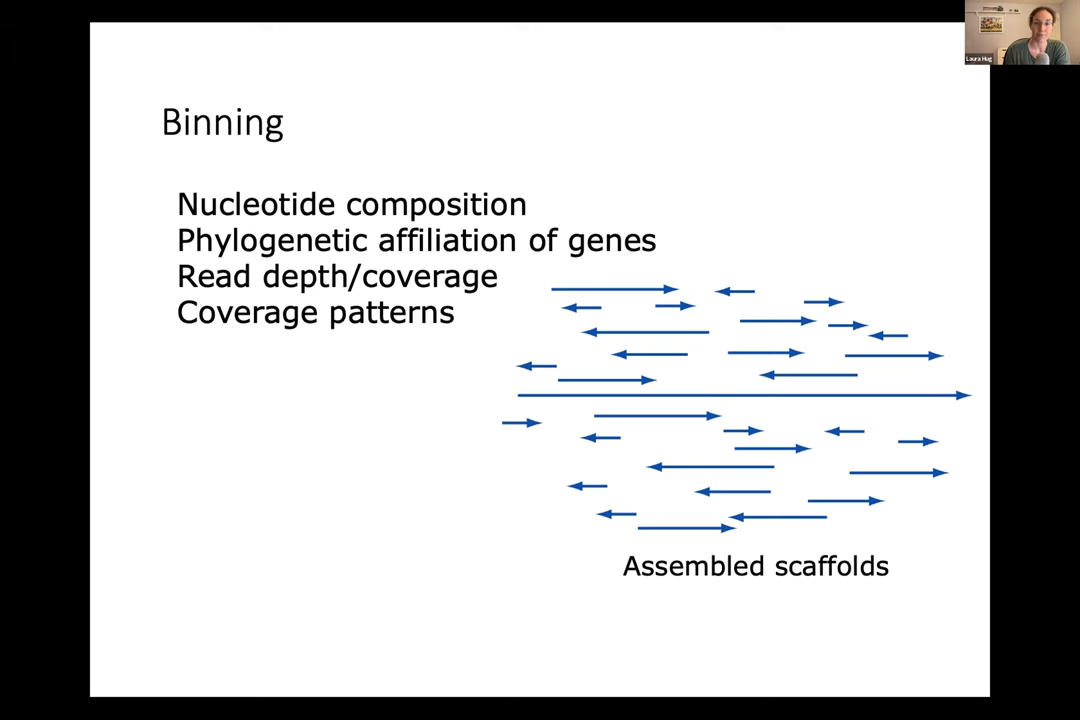 Laura Hug
Binning
Nucleotide composition
Phylogenetic affiliation of genes
Read depth/coverage
Coverage patterns
Assembled scaffolds